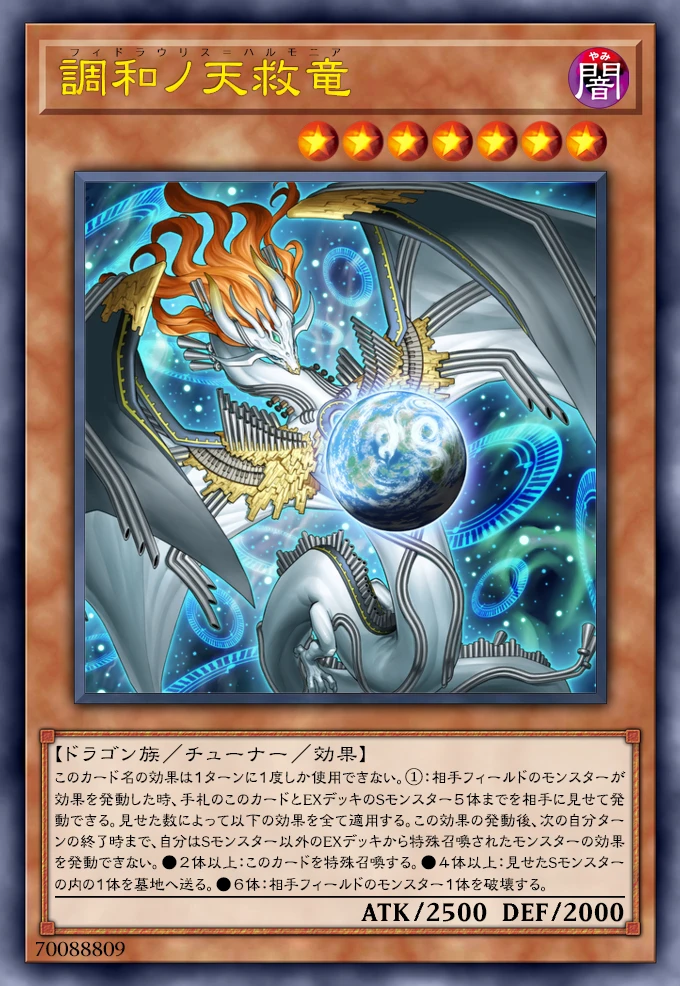 フィドラウリス＝ハルモニア
調和ノ天救竜
やみ
闇
【ドラゴン族／チューナー／効果】
このカード名の効果は１ターンに１度しか使用できない。①：相手フィールドのモンスターが
効果を発動した時、手札のこのカードとEXデッキのSモンスター５体までを相手に見せて発
動できる。見せた数によって以下の効果を全て適用する。この効果の発動後、次の自分ター
ンの終了時まで、自分はSモンスター以外のEXデッキから特殊召喚されたモンスターの効果
を発動できない。●２体以上：このカードを特殊召喚する。●４体以上：見せたSモンスター
の内の１体を墓地へ送る。●６体：相手フィールドのモンスター１体を破壊する。
ATK/2500 DEF/2000
70088809